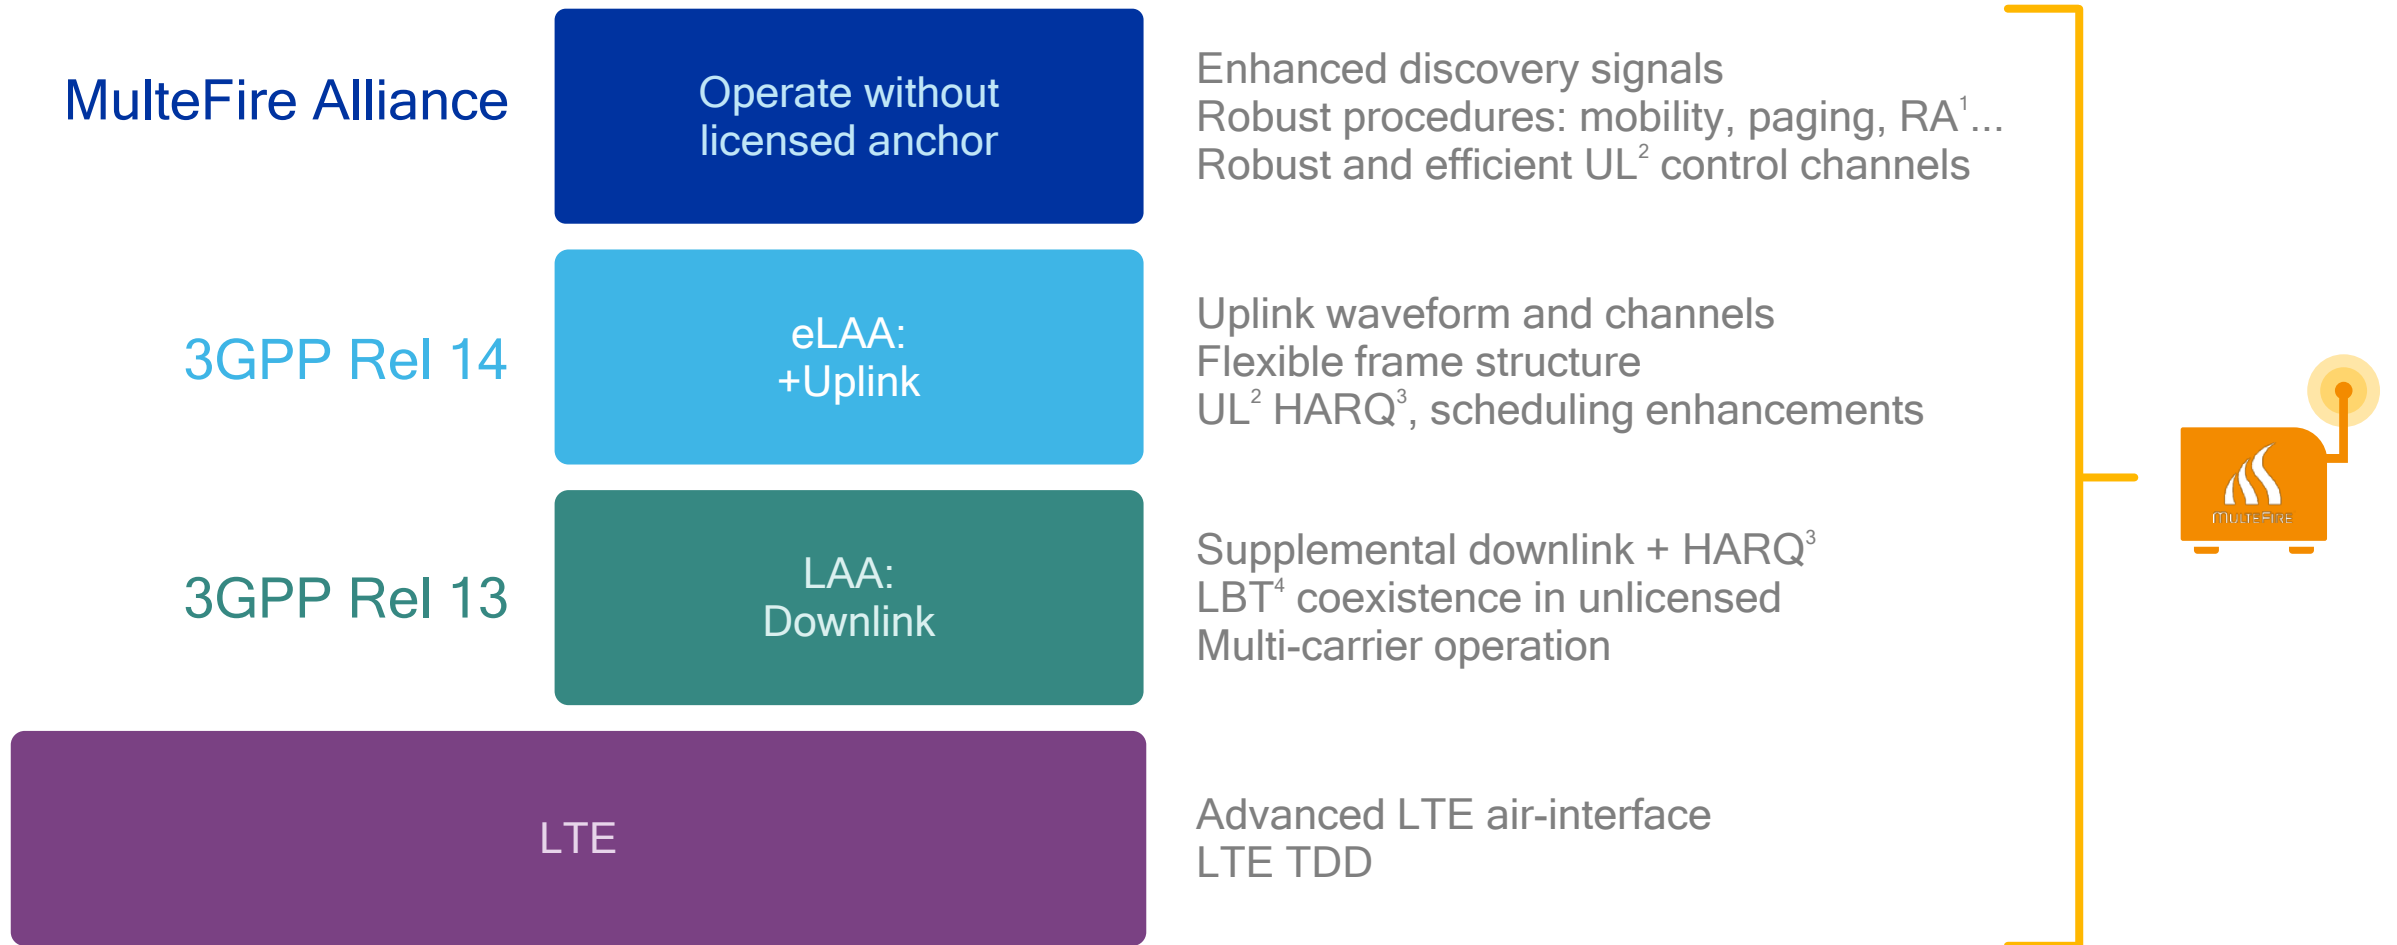 MulteFire Alliance
Operate without
licensed anchor
Enhanced discovery signals
Robust procedures: mobility, paging, RA¹...
Robust and efficient UL² control channels
3GPP Rel 14
eLAA:
+Uplink
Uplink waveform and channels
Flexible frame structure
UL² HARQ³, scheduling enhancements
3GPP Rel 13
LAA:
Downlink
Supplemental downlink + HARQ³
LBT⁴ coexistence in unlicensed
Multi-carrier operation
LTE
Advanced LTE air-interface
LTE TDD
MULTEFIRE